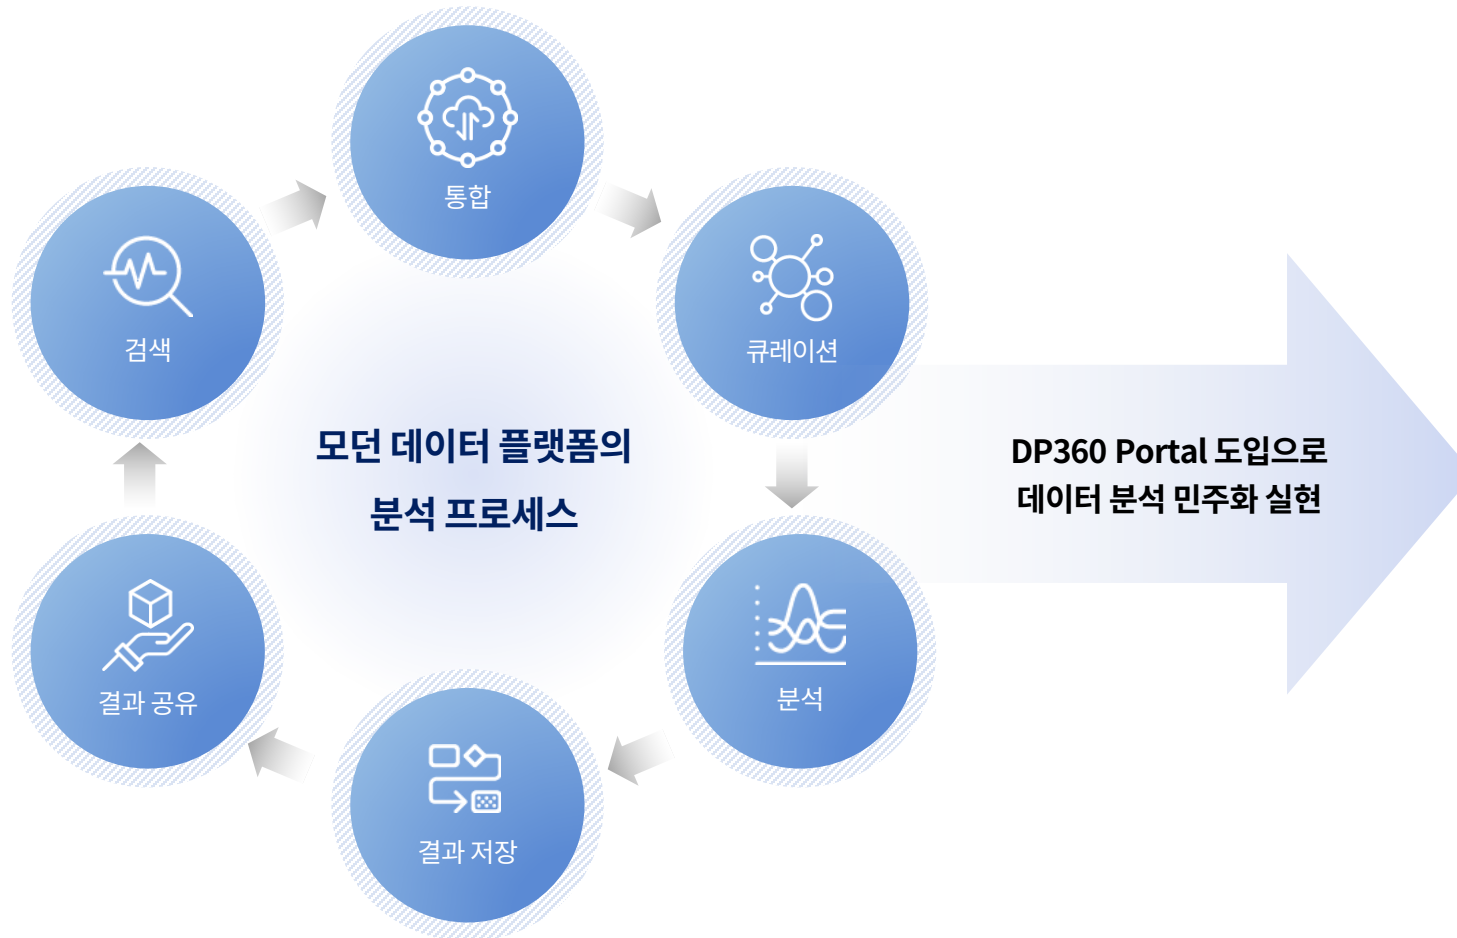 통합
검색
큐레이션
모던 데이터 플랫폼의
분석 프로세스
DP360 Portal 도입으로
데이터 분석 민주화 실현
결과 공유
분석
결과 저장